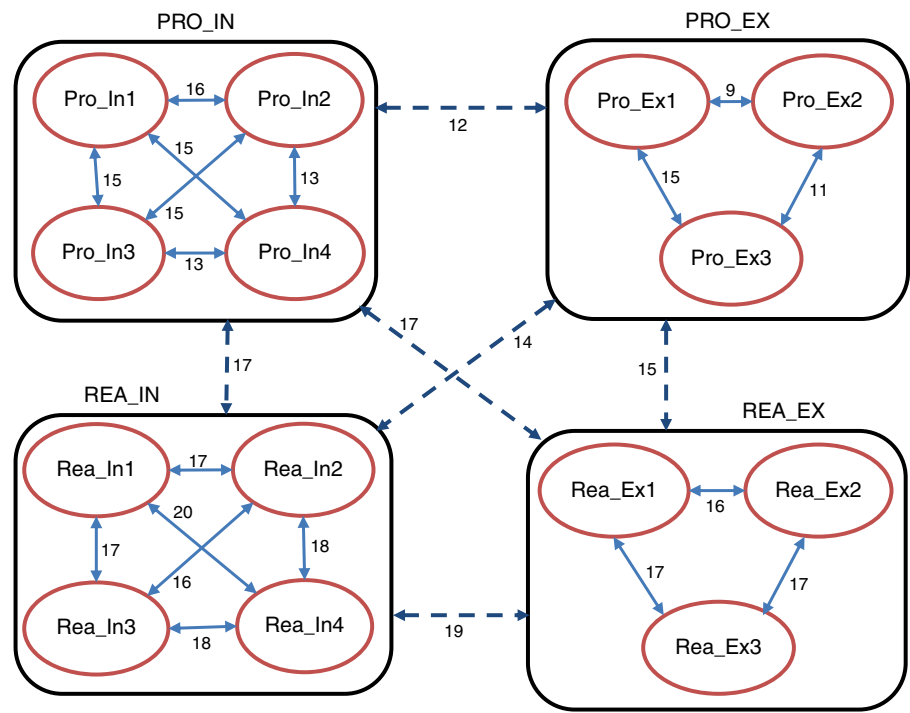 PRO_IN
PRO_EX
Pro_In1
16
Pro_In2
15
15
13
15
Pro_In3
13
Pro_In4
12
Pro_Ex1
9
Pro_Ex2
15
11
Pro_Ex3
17
17
14
15
REA_IN
REA_EX
Rea_In1
17
Rea_In2
20
17
18
16
Rea_In3
18
Rea_In4
19
Rea_Ex1
16
Rea_Ex2
17
17
Rea_Ex3